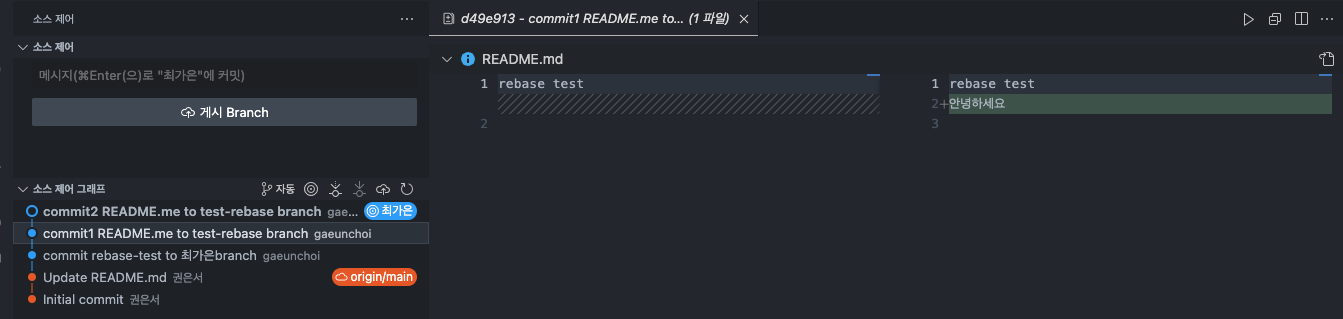 소스 제어
소스 제어
메시지(⌘Enter(으)로 "최가은"에 커밋)
게시 Branch
소스 제어 그래프
자동
commit2 README.me to test-rebase branch gae... 최가은
commit1 README.me to test-rebase branch gaeunchoi
commit rebase-test to 최가은branch gaeunchoi
Update README.md 권은서 origin/main
Initial commit 권은서
d49e913 - commit1 README.me to... (1 파일)
README.md
1 rebase test
2
1 rebase test
2+안녕하세요
3